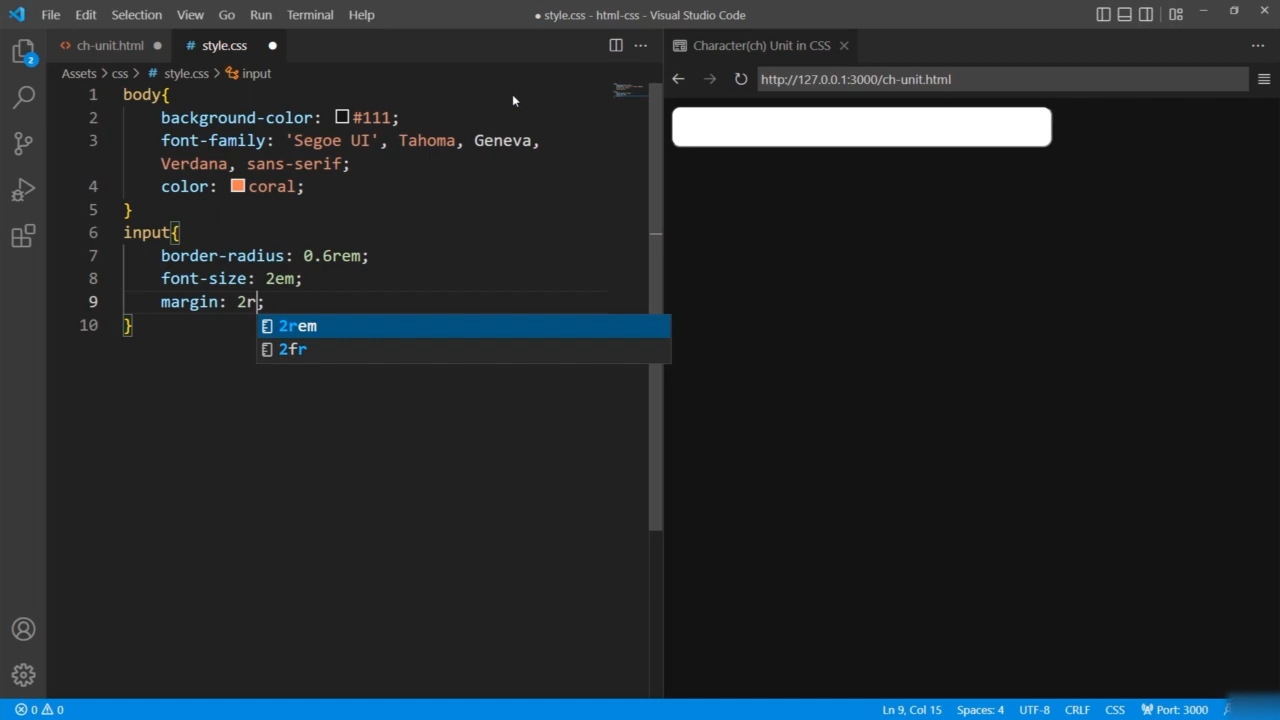 File Edit Selection View Go Run Terminal Help
● style.css - html-css - Visual Studio Code
ch-unit.html ●
# style.css ●
Character(ch) Unit in CSS
Assets > css > # style.css > input
http://127.0.0.1:3000/ch-unit.html
1 body{
2 background-color: #111;
3 font-family: 'Segoe UI', Tahoma, Geneva,
Verdana, sans-serif;
4 color: coral;
5 }
6 input{
7 border-radius: 0.6rem;
8 font-size: 2em;
9 margin: 2r;
10 }
2rem
2fr
2
0 0
Ln 9, Col 15 Spaces: 4 UTF-8 CRLF CSS Port: 3000